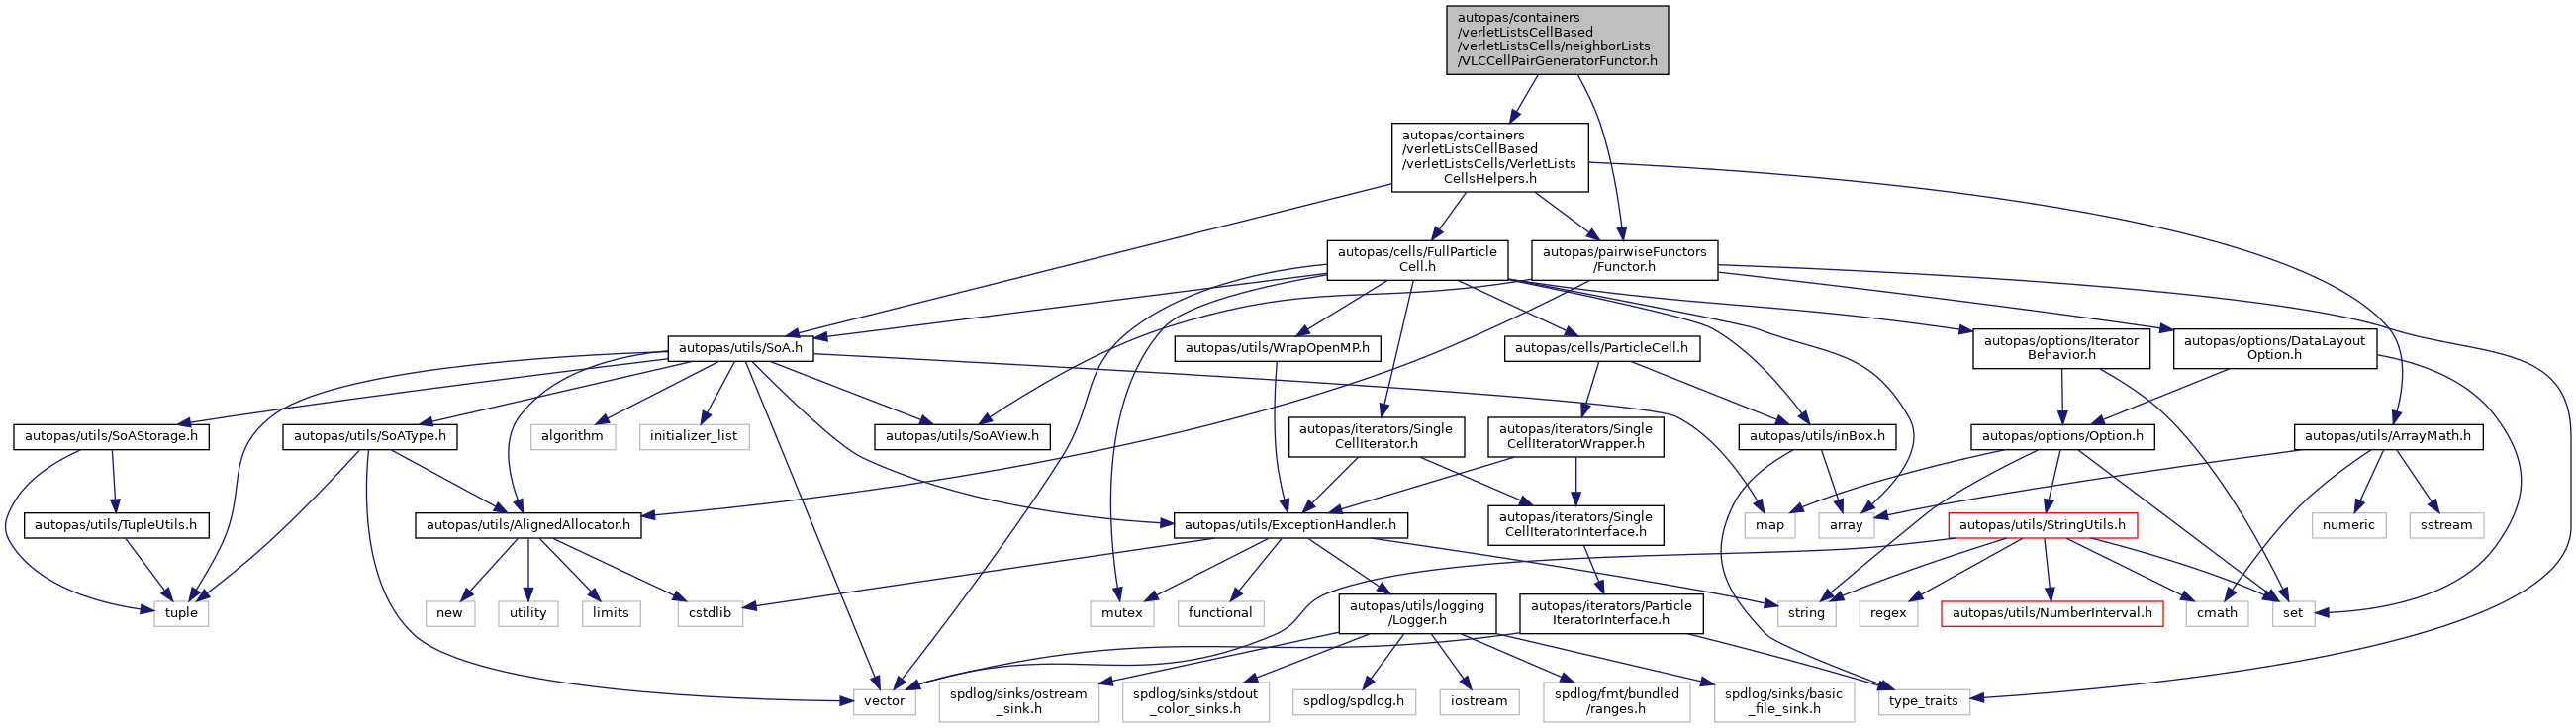 autopas/containers
/verletListsCellBased
/verletListsCells/neighborLists
/VLCCellPairGeneratorFunctor.h
autopas/containers
/verletListsCellBased
/verletListsCells/VerletLists
CellsHelpers.h
autopas/cells/FullParticle
Cell.h
autopas/pairwiseFunctors
/Functor.h
autopas/utils/SoA.h
autopas/utils/WrapOpenMP.h
autopas/cells/ParticleCell.h
autopas/options/Iterator
Behavior.h
autopas/options/DataLayout
Option.h
autopas/utils/SoAStorage.h
autopas/utils/SoAType.h
algorithm
initializer_list
autopas/utils/SoAView.h
autopas/iterators/Single
CellIterator.h
autopas/iterators/Single
CellIteratorWrapper.h
autopas/utils/inBox.h
autopas/options/Option.h
autopas/utils/ArrayMath.h
autopas/utils/TupleUtils.h
autopas/utils/AlignedAllocator.h
autopas/utils/ExceptionHandler.h
autopas/iterators/Single
CellIteratorInterface.h
map
array
autopas/utils/StringUtils.h
numeric
sstream
tuple
new
utility
limits
cstdlib
mutex
functional
autopas/utils/logging
/Logger.h
autopas/iterators/Particle
IteratorInterface.h
string
regex
autopas/utils/NumberInterval.h
cmath
set
vector
spdlog/sinks/ostream
_sink.h
spdlog/sinks/stdout
_color_sinks.h
spdlog/spdlog.h
iostream
spdlog/fmt/bundled
/ranges.h
spdlog/sinks/basic
_file_sink.h
type_traits